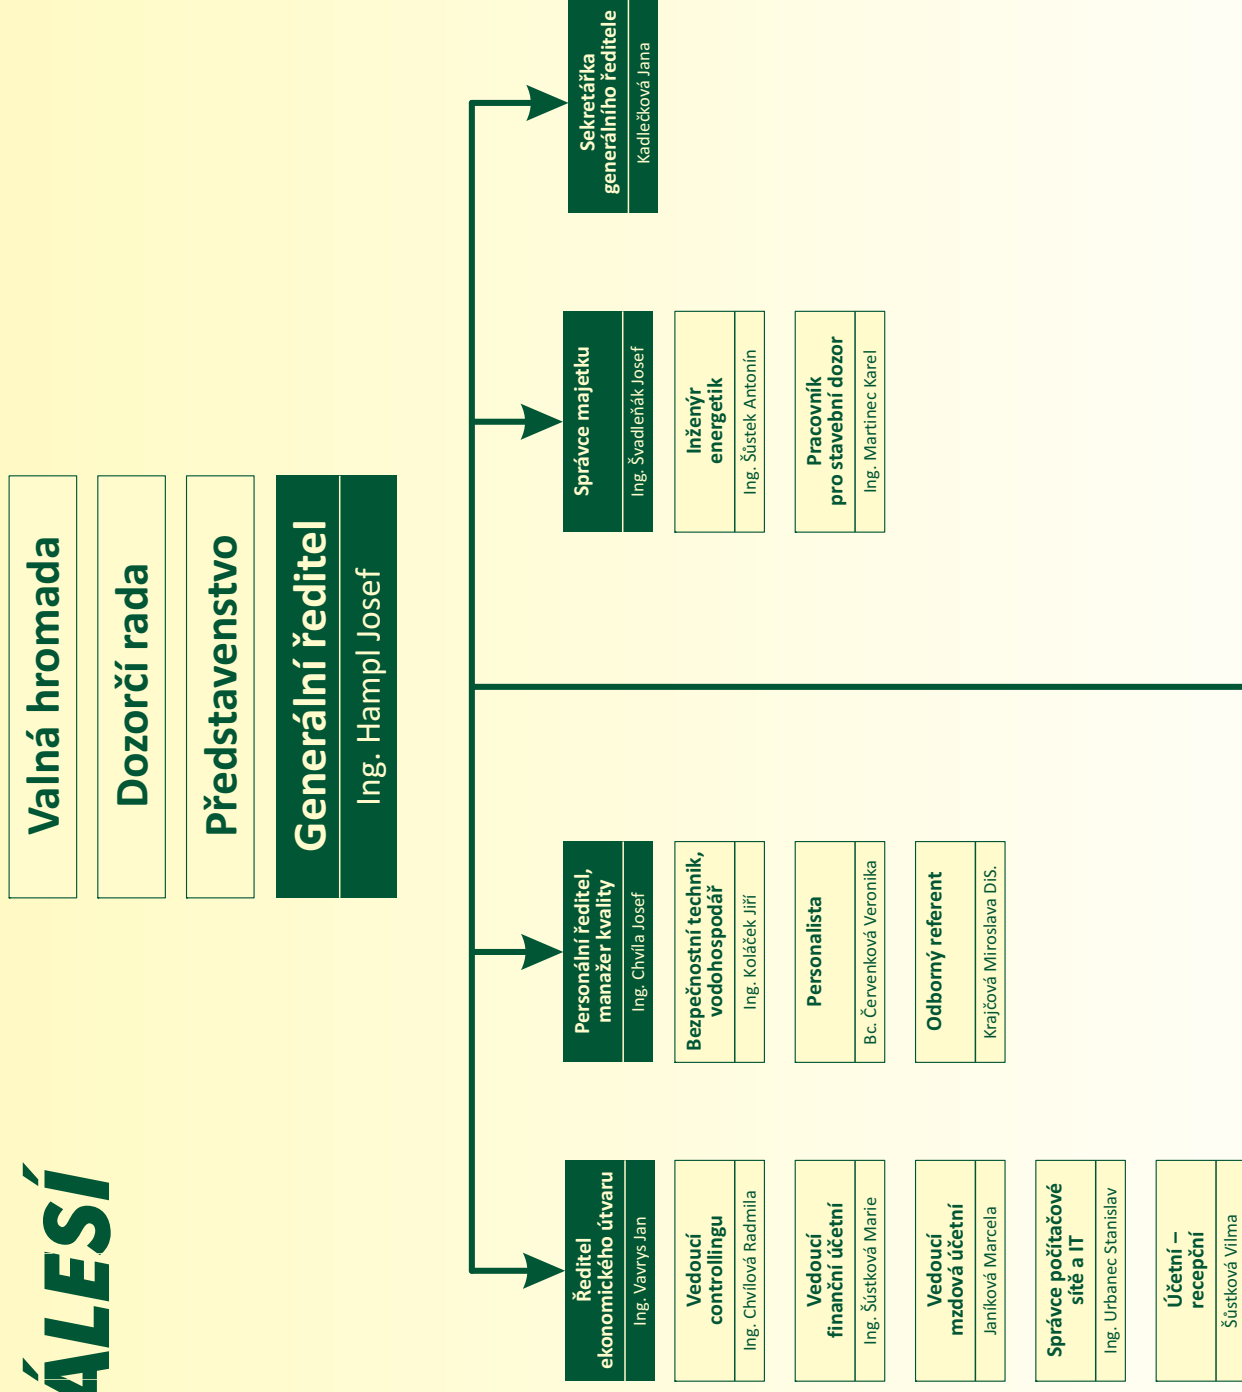 ÁLESÍ
Valná hromada
Dozorčí rada
Představenstvo
Generální ředitel
Ing. Hampl Josef
Ředitel
ekonomického útvaru
Ing. Vavrys Jan
Vedoucí
controllingu
Ing. Chvílová Radmila
Vedoucí
finanční účetní
Ing. Šústková Marie
Vedoucí
mzdová účetní
Janíková Marcela
Správce počítačové
sítě a IT
Ing. Urbanec Stanislav
Účetní –
recepční
Šůstková Vilma
Personální ředitel,
manažer kvality
Ing. Chvíla Josef
Bezpečnostní technik,
vodohospodář
Ing. Koláček Jiří
Personalista
Bc. Červenková Veronika
Odborný referent
Krajčová Miroslava DiS.
Správce majetku
Ing. Švadleňák Josef
Inženýr
energetik
Ing. Šůstek Antonín
Pracovník
pro stavební dozor
Ing. Martinec Karel
Sekretářka
generálního ředitele
Kadlečková Jana